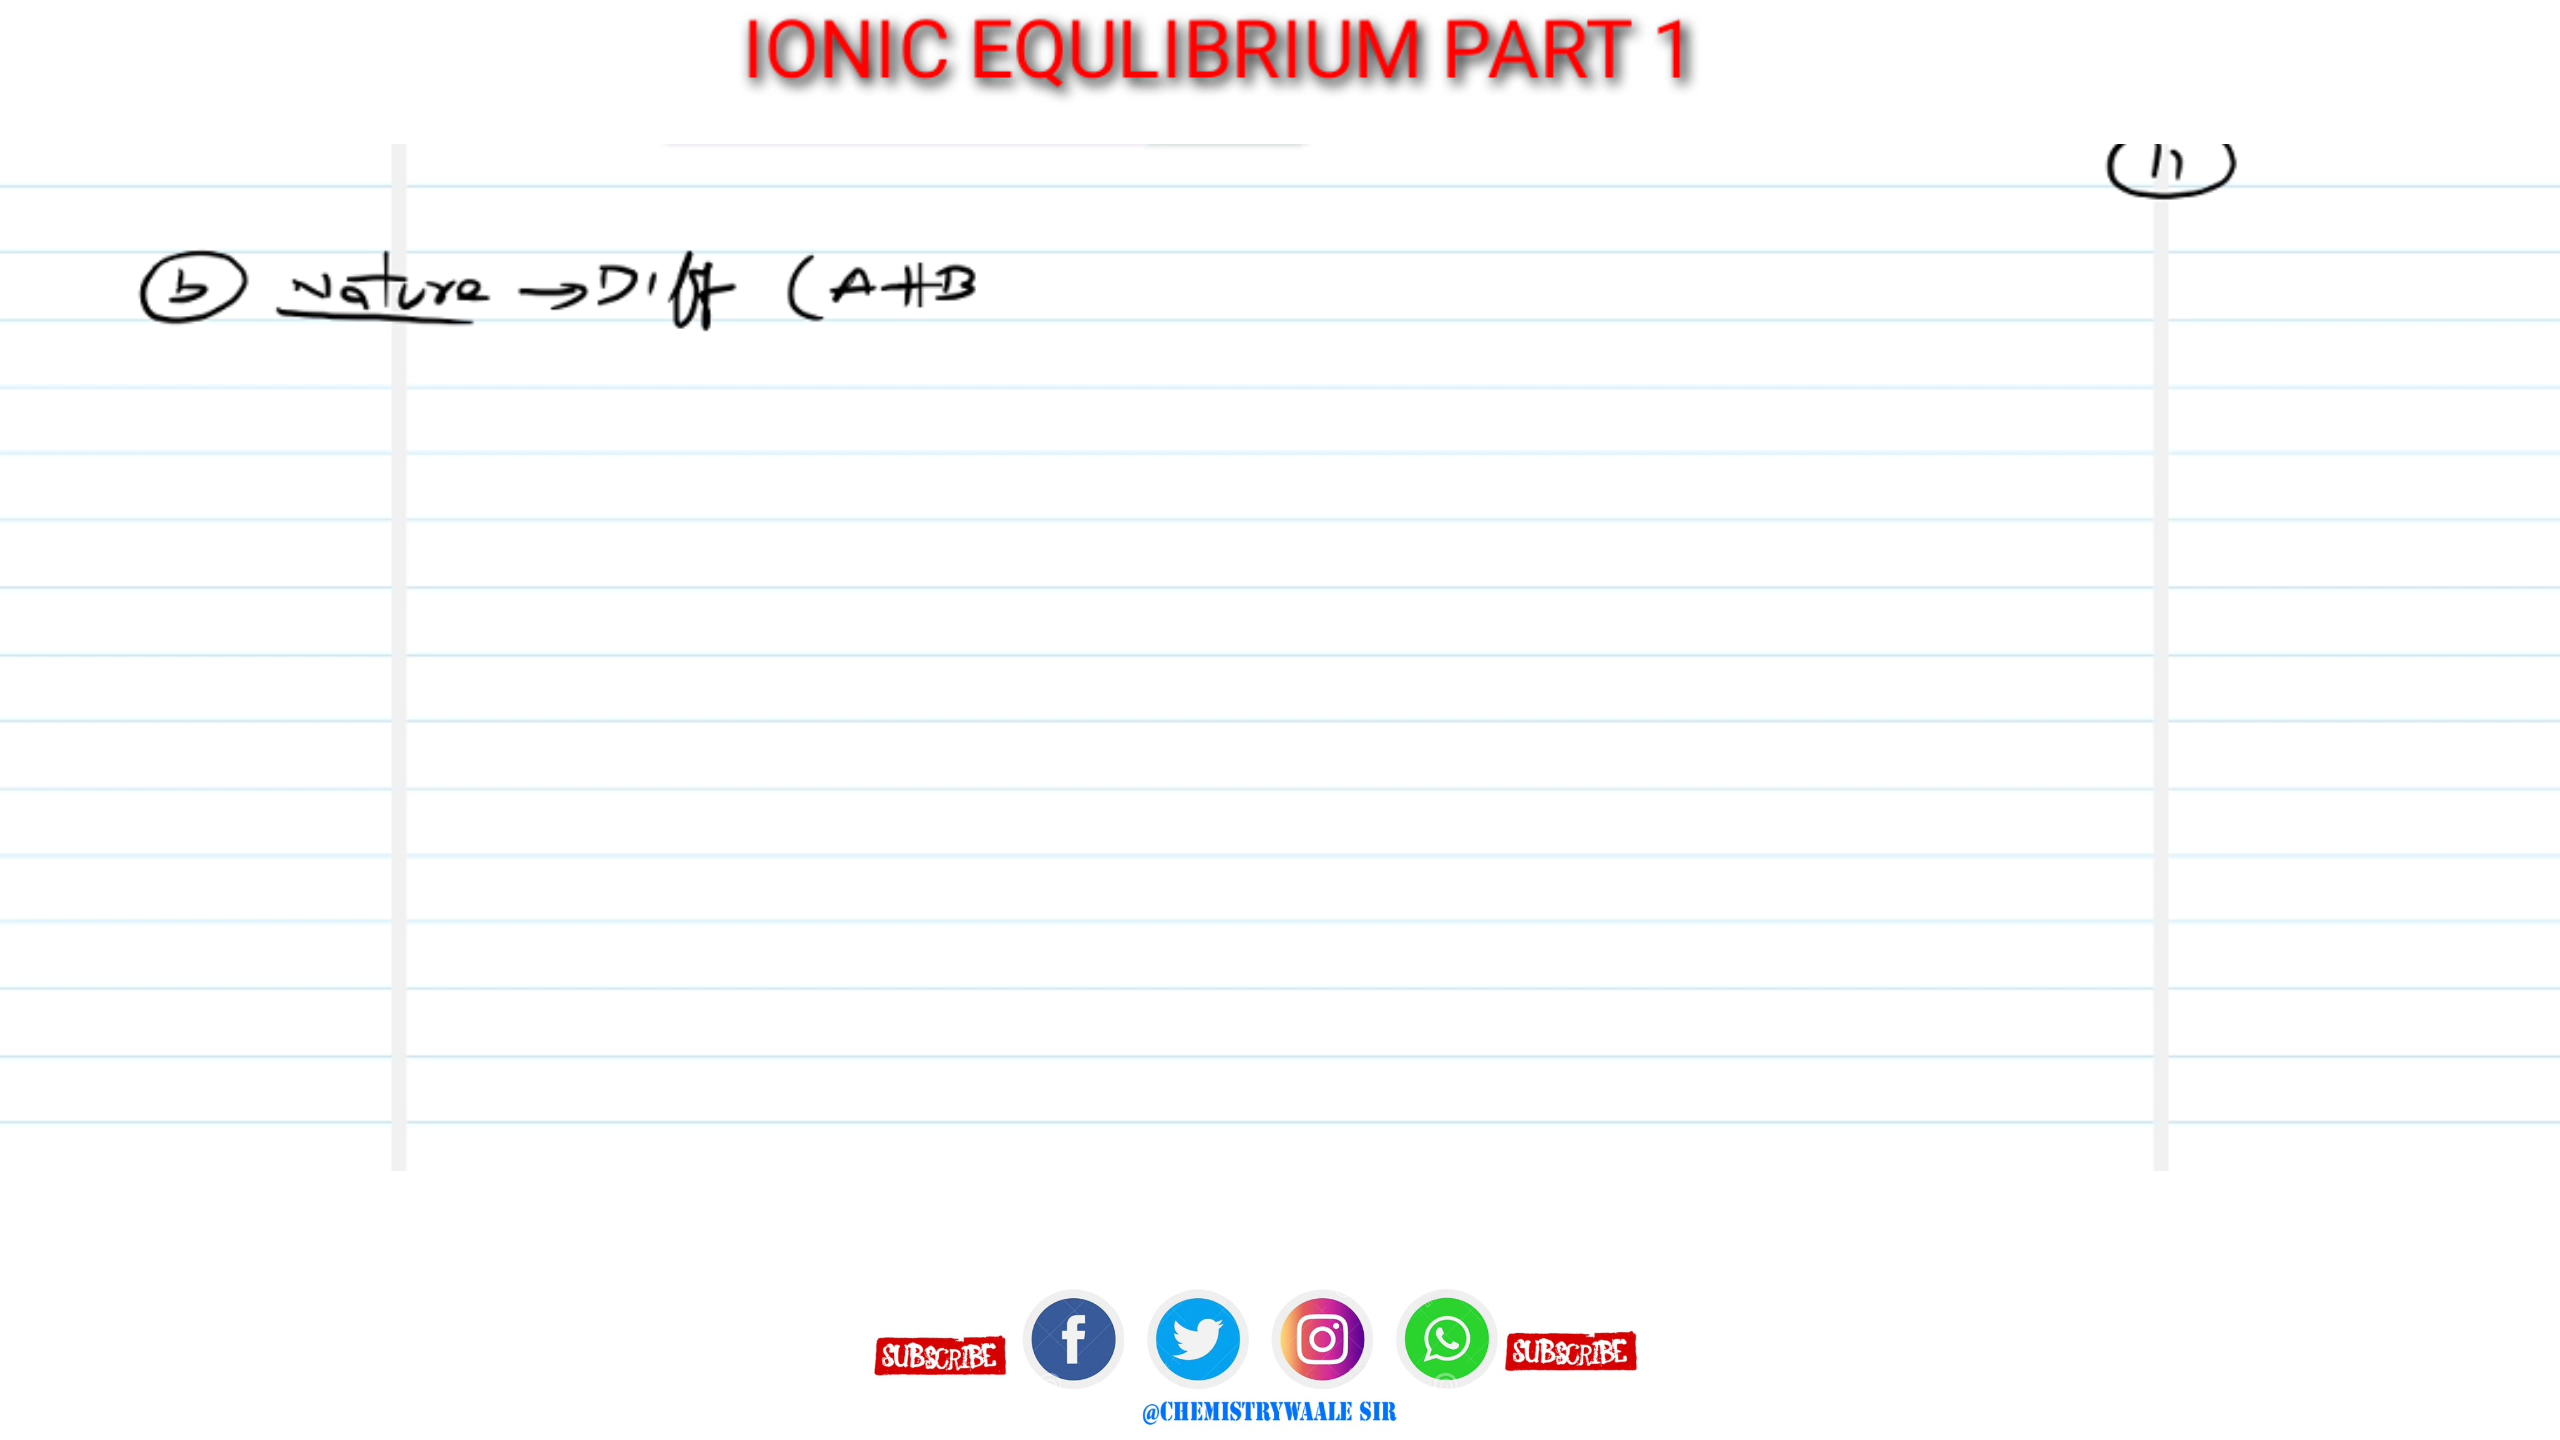 IONIC EQULIBRIUM PART 1
(11)
(b) Nature → Diff (A+B
SUBSCRIBE SUBSCRIBE
@CHEMISTRYWAALE SIR